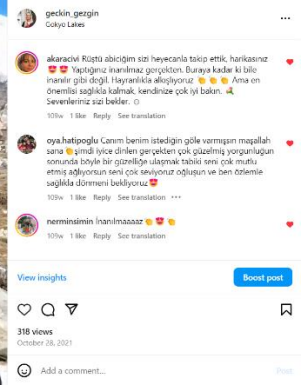 geckin_gezgin
Gokyo Lakes
akaracivi Rüştü abiciğim sizi heyecanla takip ettik, harikasınız
😍 😍 Yaptığınız inanılmaz gerçekten. Buraya kadar ki bile
inanılır gibi değil. Hayranlıkla alkışlıyoruz 👏 👏 👏 Ama en
önemlisi sağlıkla kalmak, kendinize çok iyi bakın. 💐
Sevenleriniz sizi bekler. ☺
109w 1 like Reply See translation
oya.hatipoglu Canım benim istediğin göle varmışsın maşallah
sana 👏şimdi iyice dinlen gerçekten çok güzelmiş yorgunluğun
sonunda böyle bir güzelliğe ulaşmak tabiki seni çok mutlu
etmiş ağlıyorsun seni çok seviyoruz oğluşun ve ben özlemle
sağlıkla dörmeni bekliyoruz😍
109w 1 like Reply See translation •••
nerminsimin İnanılmaaaaz 👏 😍 👏
109w 1 like Reply See translation
View insights
Boost post
318 views
October 28, 2021
Add a comment...
Post